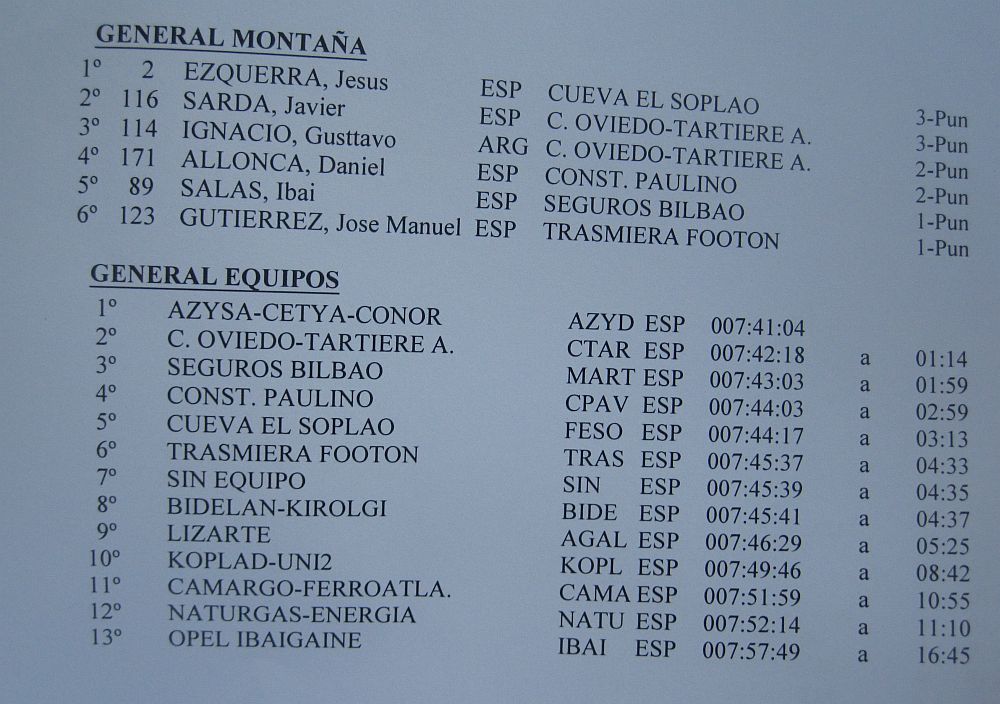 GENERAL MONTAÑA
1º 2 EZQUERRA, Jesus ESP CUEVA EL SOPLAO 3-Pun
2º 116 SARDA, Javier ESP C. OVIEDO-TARTIERE A. 3-Pun
3º 114 IGNACIO, Gusttavo ARG C. OVIEDO-TARTIERE A. 2-Pun
4º 171 ALLONCA, Daniel ESP CONST. PAULINO 2-Pun
5º 89 SALAS, Ibai ESP SEGUROS BILBAO 1-Pun
6º 123 GUTIERREZ, Jose Manuel ESP TRASMIERA FOOTON 1-Pun
GENERAL EQUIPOS
1º AZYSA-CETYA-CONOR AZYD ESP 007:41:04
2º C. OVIEDO-TARTIERE A. CTAR ESP 007:42:18 a 01:14
3º SEGUROS BILBAO MART ESP 007:43:03 a 01:59
4º CONST. PAULINO CPAV ESP 007:44:03 a 02:59
5º CUEVA EL SOPLAO FESO ESP 007:44:17 a 03:13
6º TRASMIERA FOOTON TRAS ESP 007:45:37 a 04:33
7º SIN EQUIPO SIN ESP 007:45:39 a 04:35
8º BIDELAN-KIROLGI BIDE ESP 007:45:41 a 04:37
9º LIZARTE AGAL ESP 007:46:29 a 05:25
10º KOPLAD-UNI2 KOPL ESP 007:49:46 a 08:42
11º CAMARGO-FERROATLA. CAMA ESP 007:51:59 a 10:55
12º NATURGAS-ENERGIA NATU ESP 007:52:14 a 11:10
13º OPEL IBAIGAINE IBAI ESP 007:57:49 a 16:45